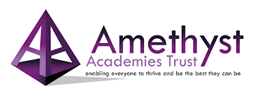 Amethyst
Academies Trust
enabling everyone to thrive and be the best they can be